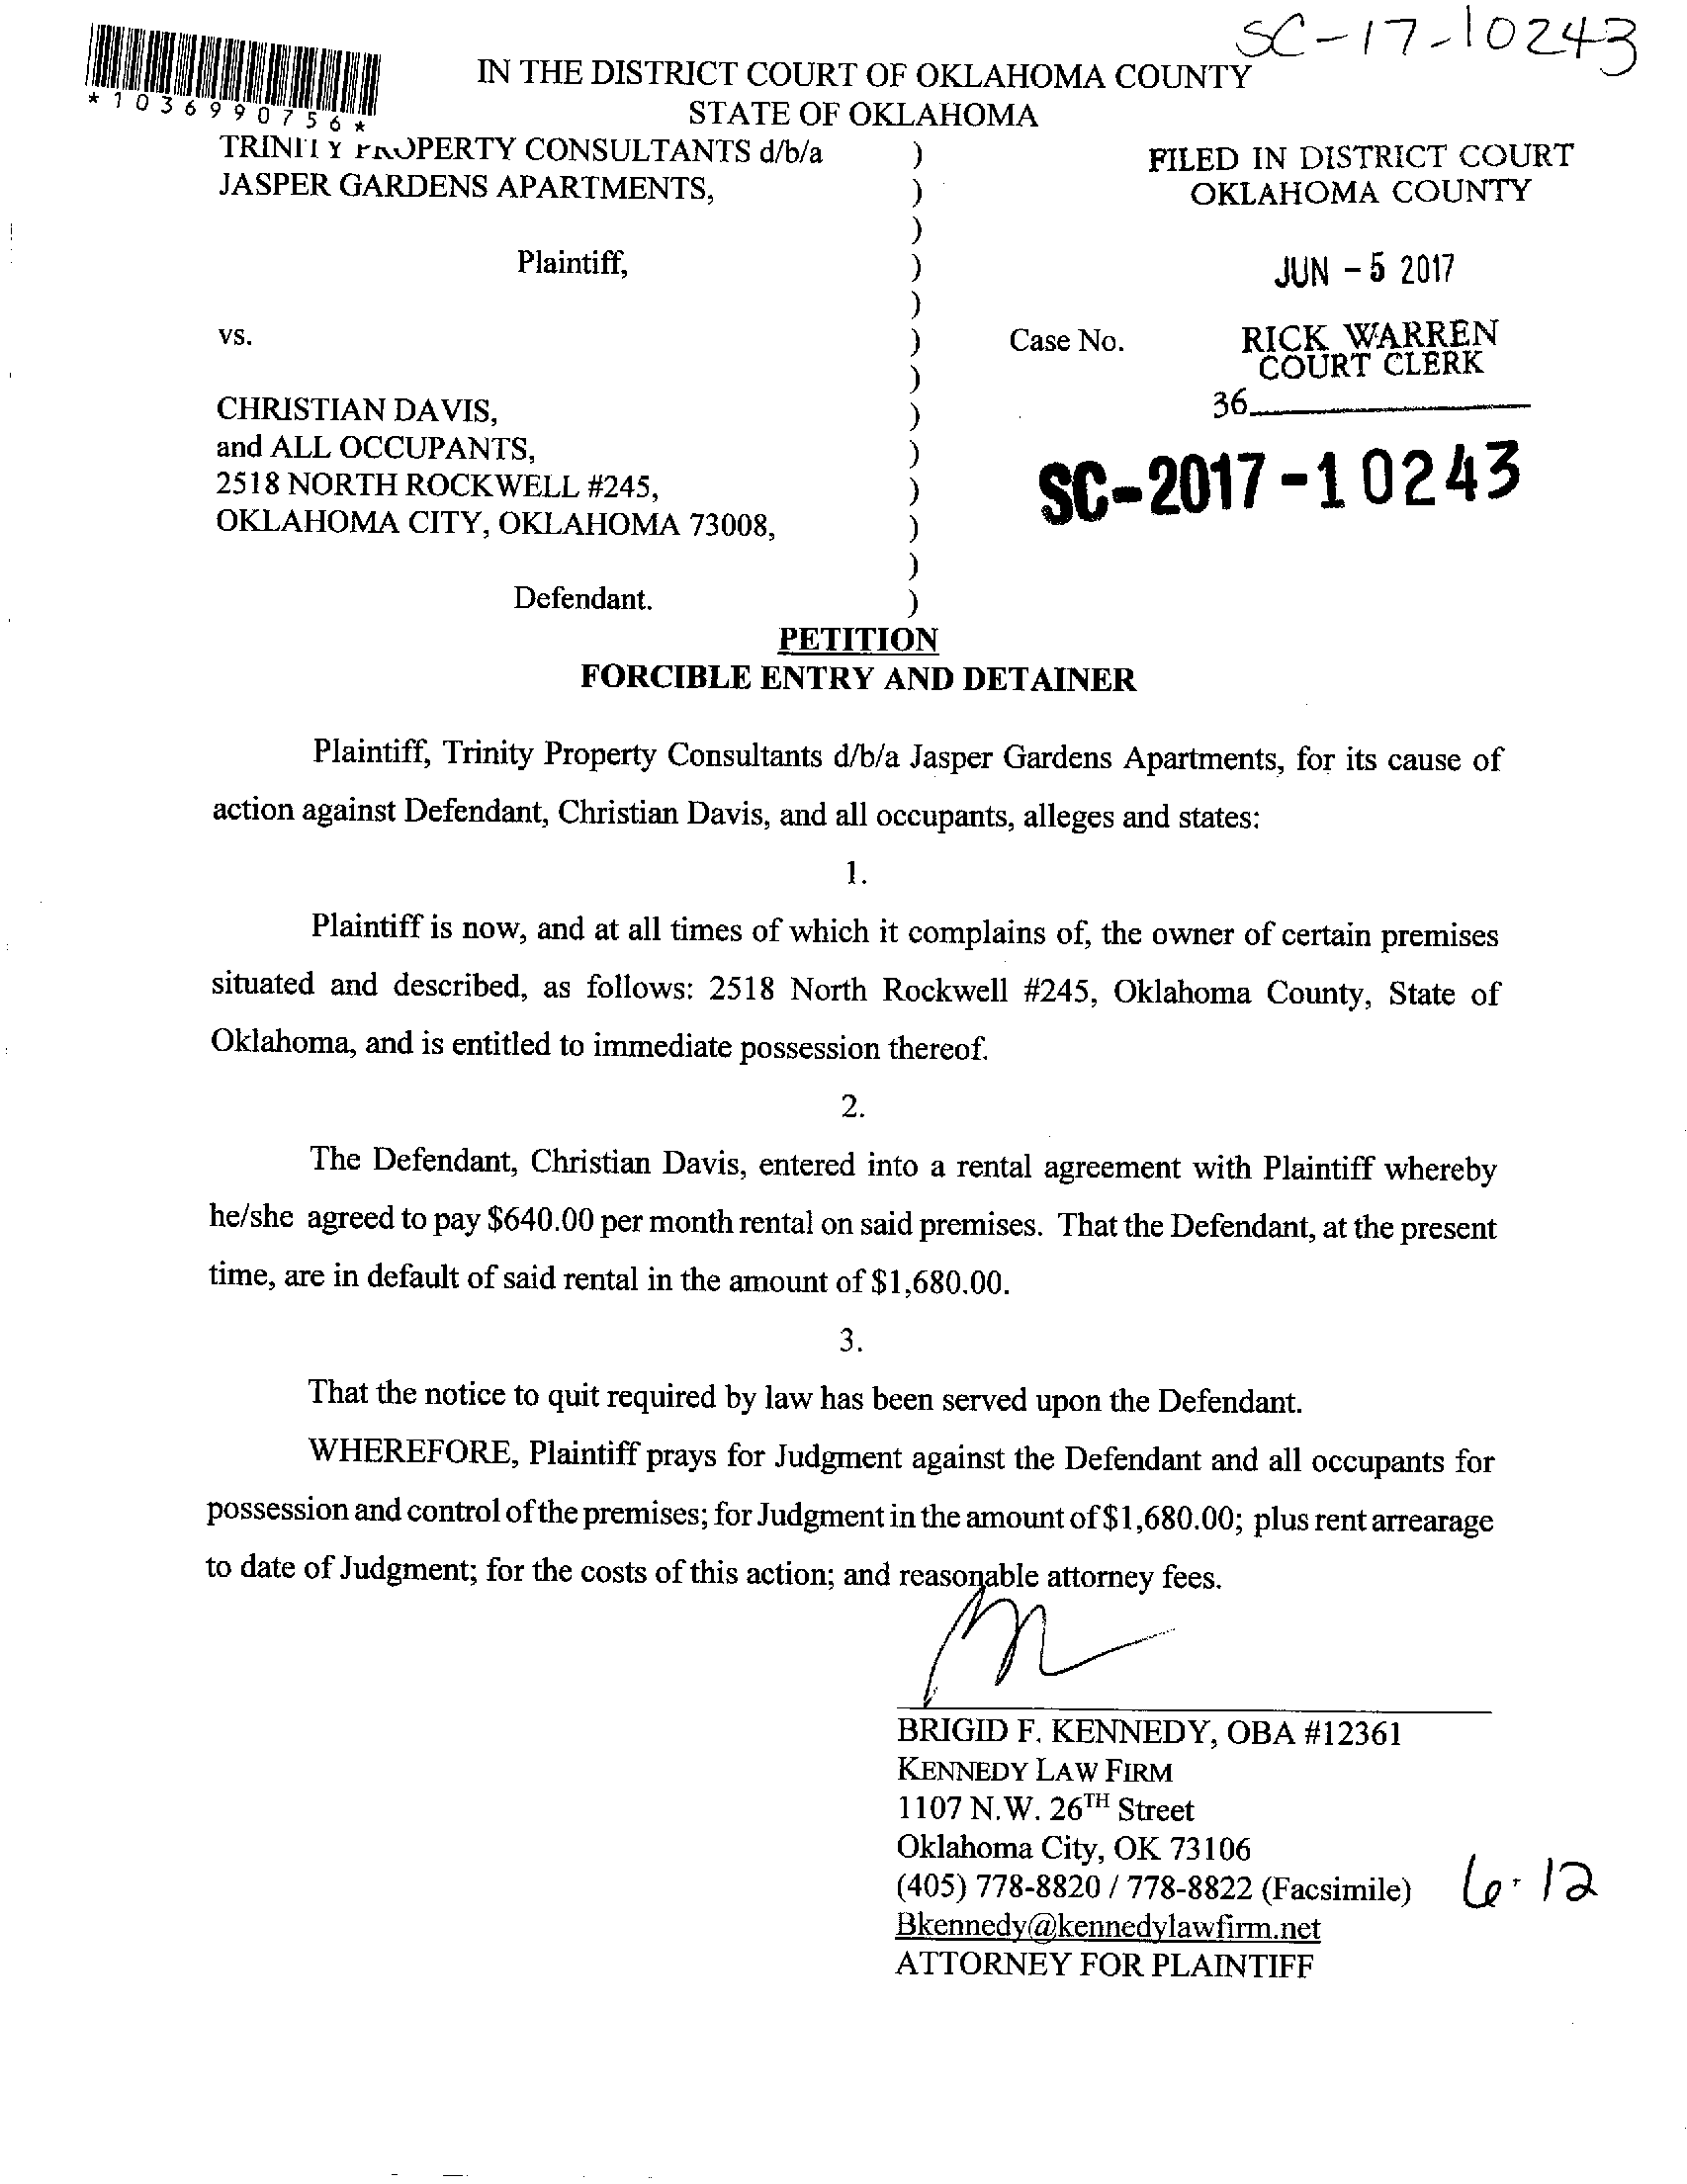 SC-17-10243
IN THE DISTRICT COURT OF OKLAHOMA COUNTY
STATE OF OKLAHOMA
*1036990756*
TRINITY PROPERTY CONSULTANTS d/b/a )
JASPER GARDENS APARTMENTS, )
)
Plaintiff, )
)
vs. )
)
CHRISTIAN DAVIS, )
and ALL OCCUPANTS, )
2518 NORTH ROCKWELL #245, )
OKLAHOMA CITY, OKLAHOMA 73008, )
)
Defendant. )
FILED IN DISTRICT COURT
OKLAHOMA COUNTY
JUN - 5 2017
Case No.
RICK WARREN
COURT CLERK
36
SC-2017-10243
PETITION
FORCIBLE ENTRY AND DETAINER
Plaintiff, Trinity Property Consultants d/b/a Jasper Gardens Apartments, for its cause of
action against Defendant, Christian Davis, and all occupants, alleges and states:
1.
Plaintiff is now, and at all times of which it complains of, the owner of certain premises
situated and described, as follows: 2518 North Rockwell #245, Oklahoma County, State of
Oklahoma, and is entitled to immediate possession thereof.
2.
The Defendant, Christian Davis, entered into a rental agreement with Plaintiff whereby
he/she agreed to pay $640.00 per month rental on said premises. That the Defendant, at the present
time, are in default of said rental in the amount of $1,680.00.
3.
That the notice to quit required by law has been served upon the Defendant.
WHEREFORE, Plaintiff prays for Judgment against the Defendant and all occupants for
possession and control of the premises; for Judgment in the amount of $1,680.00; plus rent arrearage
to date of Judgment; for the costs of this action; and reasonable attorney fees.
BRIGID F. KENNEDY, OBA #12361
KENNEDY LAW FIRM
1107 N.W. 26TH Street
Oklahoma City, OK 73106
(405) 778-8820 / 778-8822 (Facsimile)
6-12
Bkennedy@kennedylawfirm.net
ATTORNEY FOR PLAINTIFF